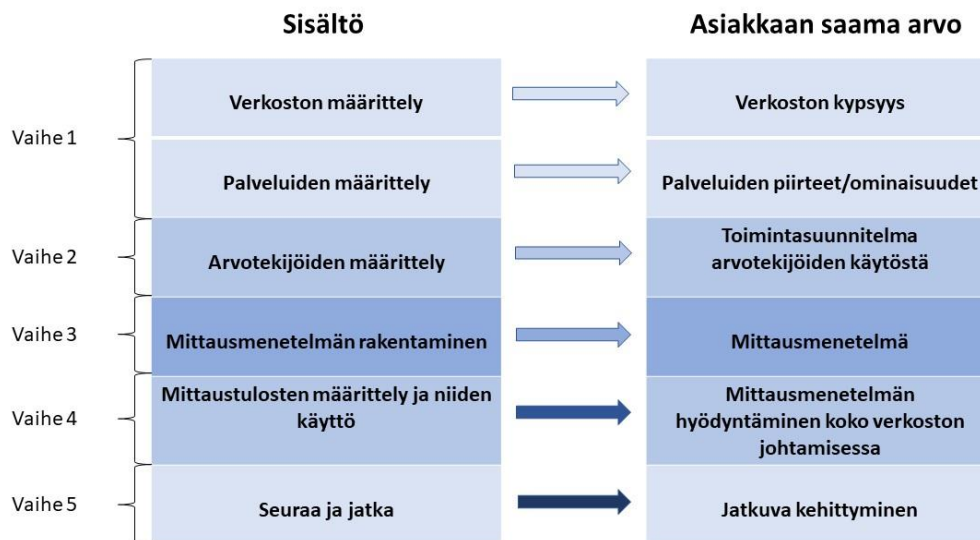 Sisältö
Asiakkaan saama arvo
Vaihe 1
Verkoston määrittely
Verkoston kypsyys
Palveluiden määrittely
Palveluiden piirteet/ominaisuudet
Vaihe 2
Arvotekijöiden määrittely
Toimintasuunnitelma
arvotekijöiden käytöstä
Vaihe 3
Mittausmenetelmän rakentaminen
Mittausmenetelmä
Vaihe 4
Mittaustulosten määrittely ja niiden
käyttö
Mittausmenetelmän
hyödyntäminen koko verkoston
johtamisessa
Vaihe 5
Seuraa ja jatka
Jatkuva kehittyminen